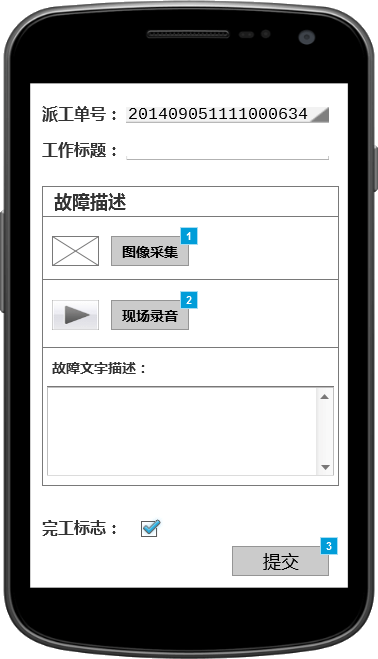 派工单号： 201409051111000634
工作标题：
故障描述
图像采集 1
现场录音 2
故障文字描述：
完工标志：
提交 3